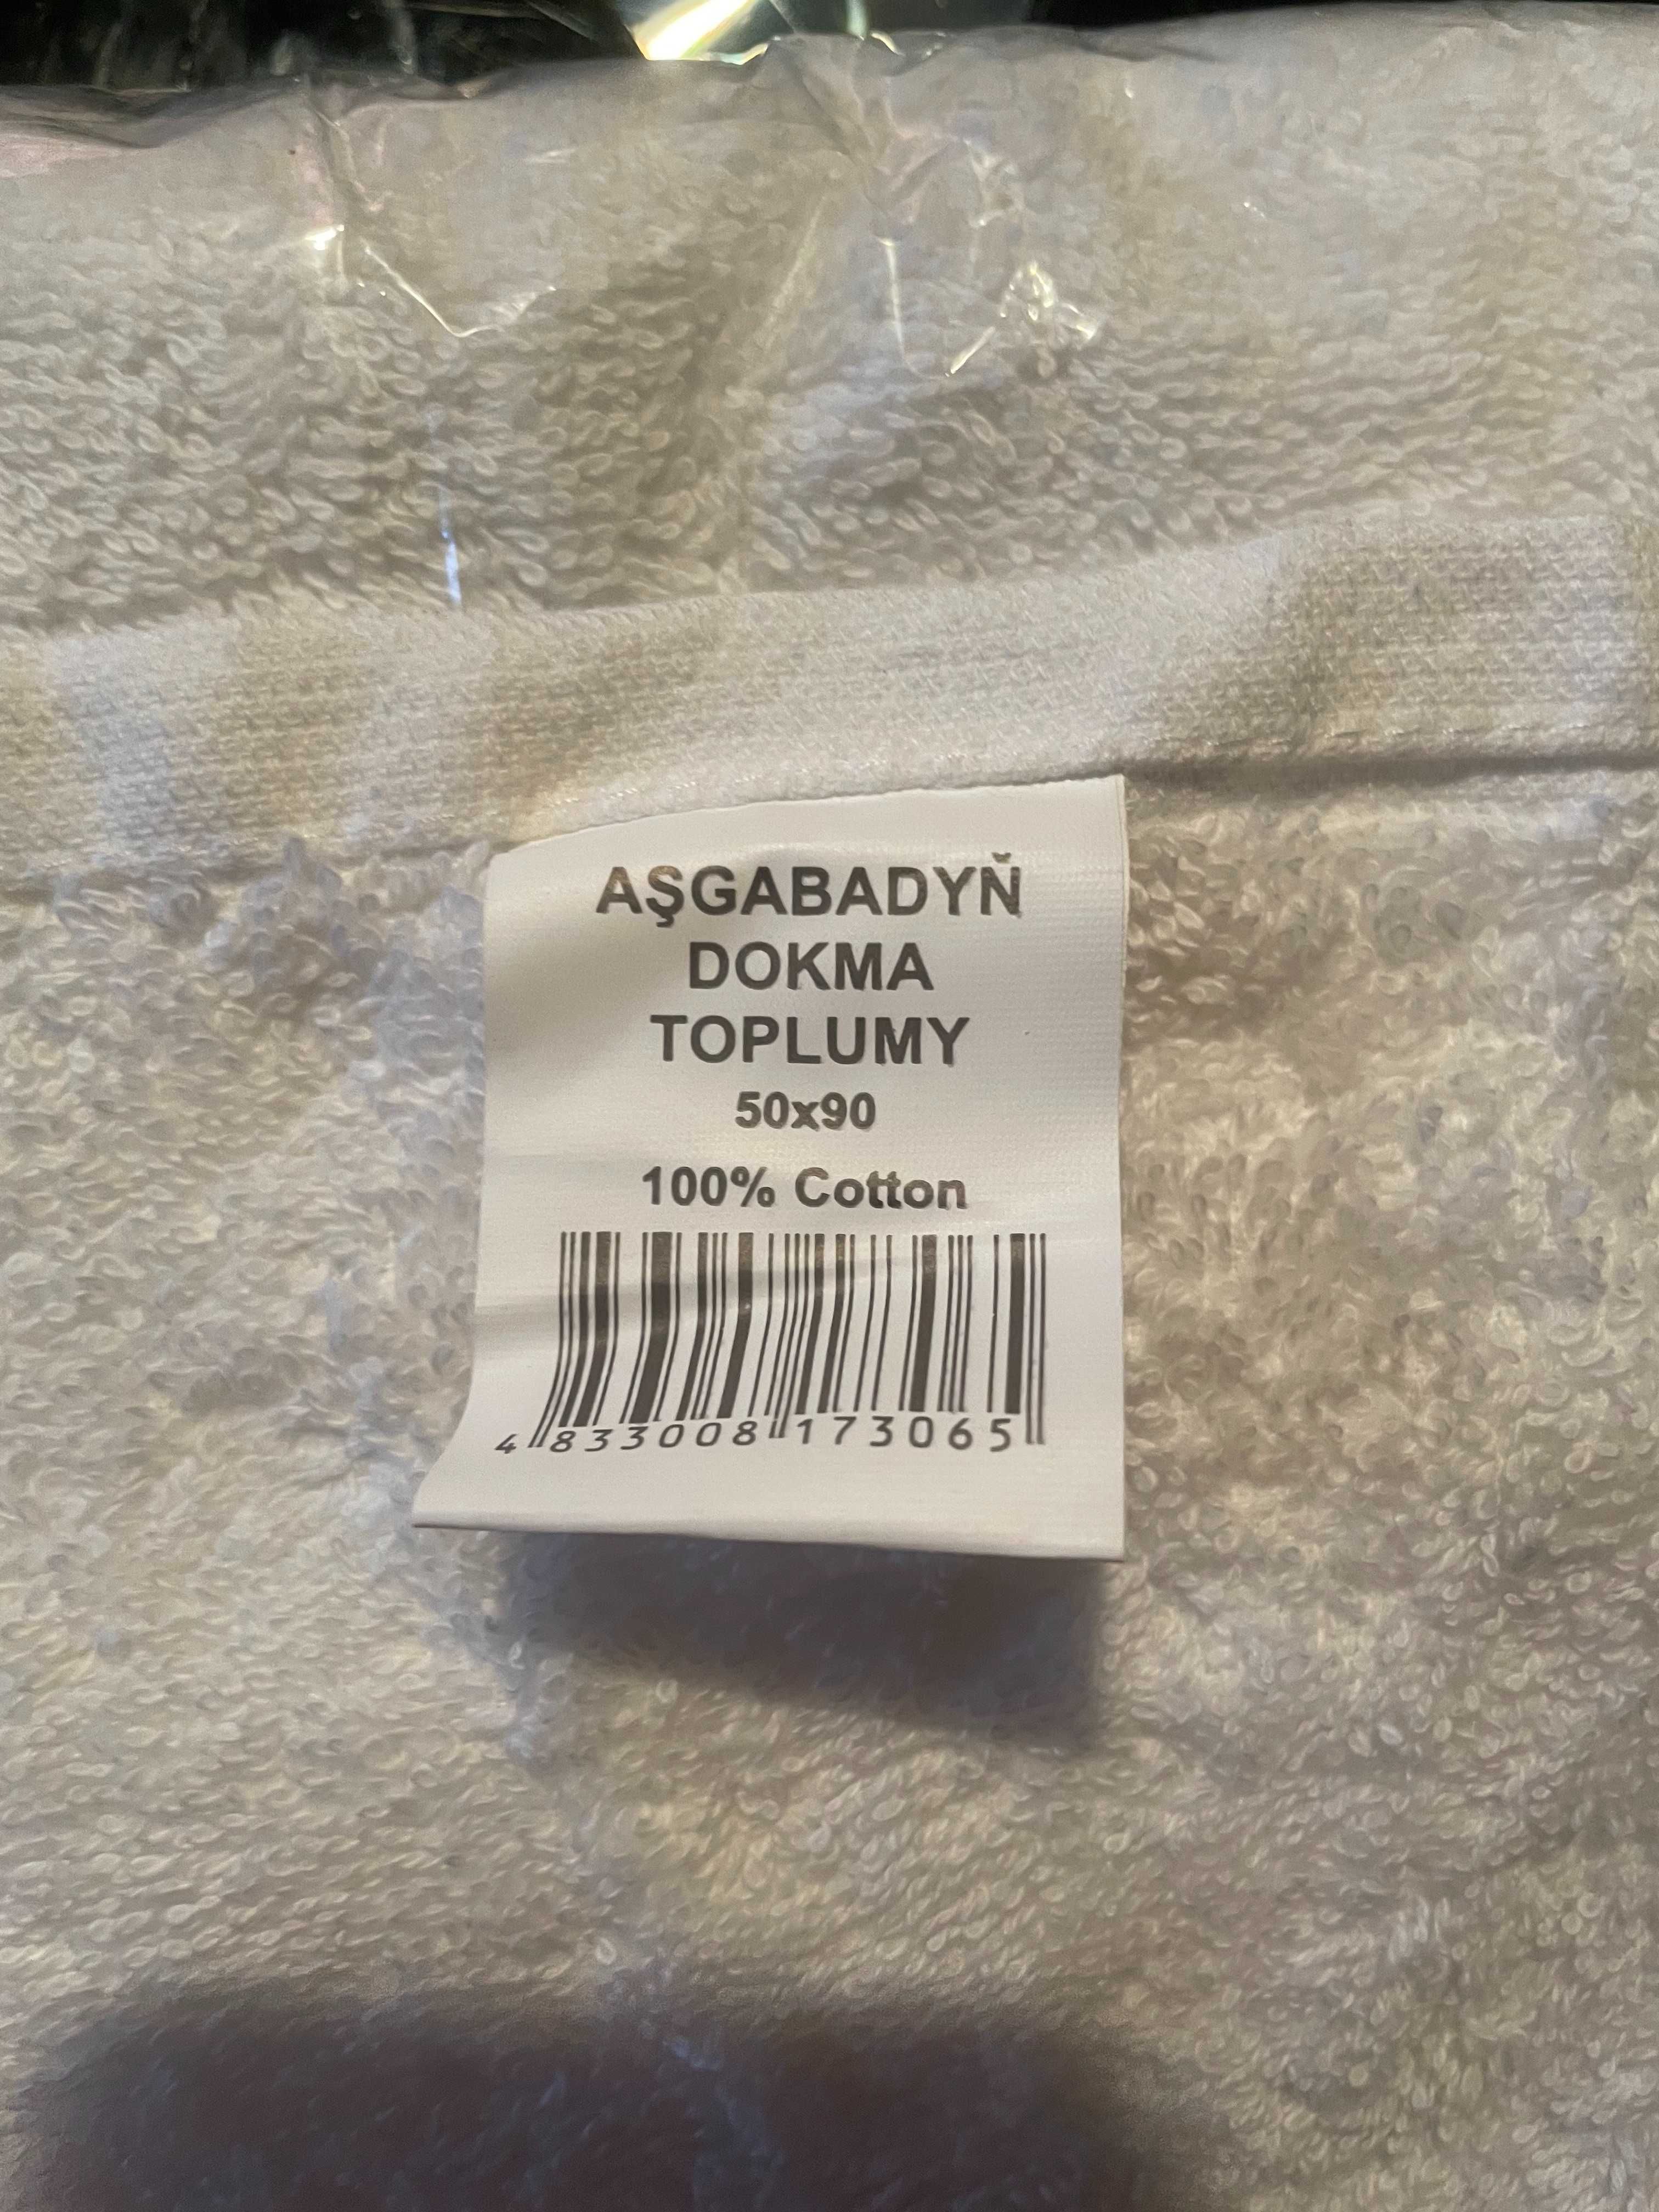 AŞGABADYŇ
DOKMA
TOPLUMY
50x90
100% Cotton
4 833008 173065